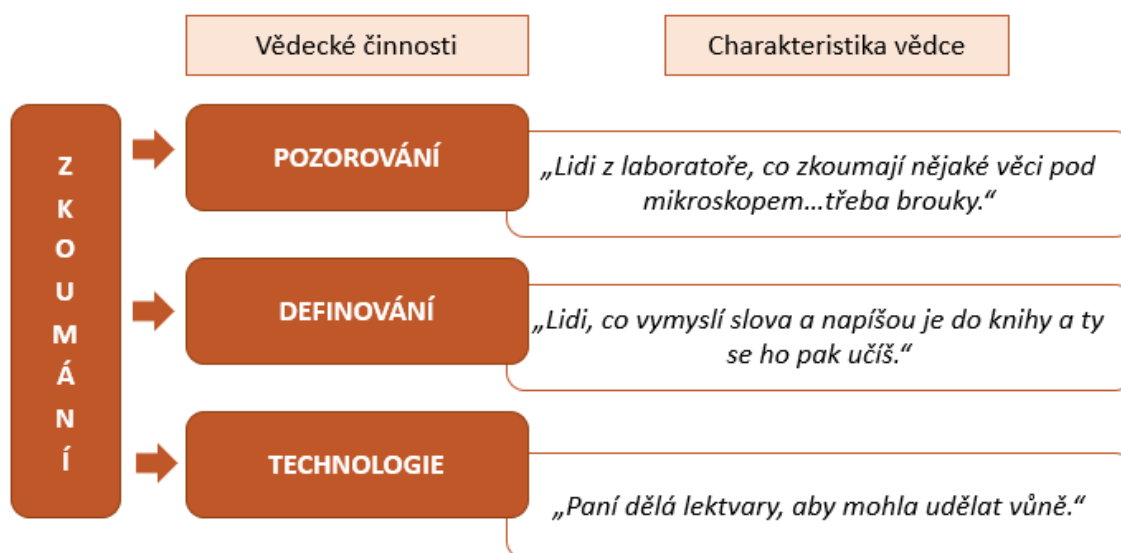 Vědecké činnosti
Charakteristika vědce
ZKOUMÁNÍ
POZOROVÁNÍ
„Lidi z laboratoře, co zkoumají nějaké věci pod
mikroskopem...třeba brouky.“
DEFINOVÁNÍ
„Lidi, co vymyslí slova a napíšou je do knihy a ty
se ho pak učíš.“
TECHNOLOGIE
„Paní dělá lektvary, aby mohla udělat vůně.“